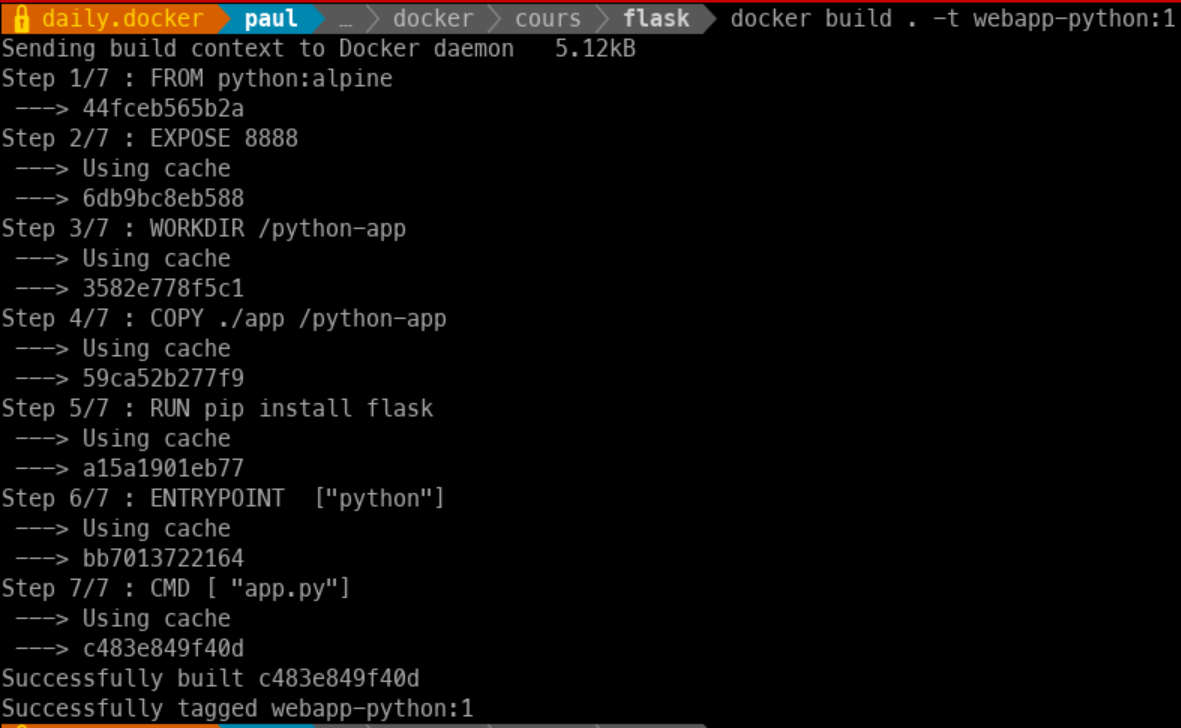 daily.docker paul … docker cours flask docker build . -t webapp-python:1
Sending build context to Docker daemon   5.12kB
Step 1/7 : FROM python:alpine
 ---> 44fceb565b2a
Step 2/7 : EXPOSE 8888
 ---> Using cache
 ---> 6db9bc8eb588
Step 3/7 : WORKDIR /python-app
 ---> Using cache
 ---> 3582e778f5c1
Step 4/7 : COPY ./app /python-app
 ---> Using cache
 ---> 59ca52b277f9
Step 5/7 : RUN pip install flask
 ---> Using cache
 ---> a15a1901eb77
Step 6/7 : ENTRYPOINT  ["python"]
 ---> Using cache
 ---> bb7013722164
Step 7/7 : CMD [ "app.py"]
 ---> Using cache
 ---> c483e849f40d
Successfully built c483e849f40d
Successfully tagged webapp-python:1